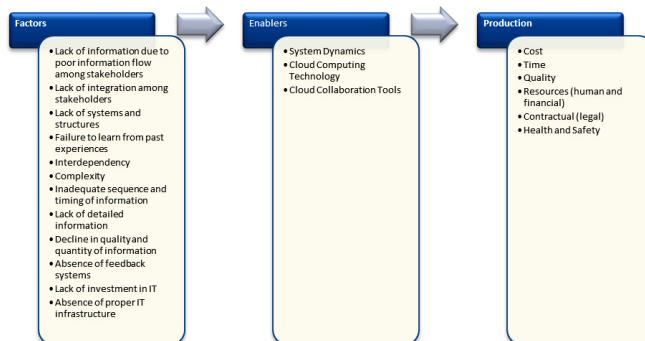 Factors
• Lack of information due to
poor information flow
among stakeholders
• Lack of integration among
stakeholders
• Lack of systems and
structures
• Failure to learn from past
experiences
• Interdependency
• Complexity
• Inadequate sequence and
timing of information
• Lack of detailed
information
• Decline in quality and
quantity of information
• Absence of feedback
systems
• Lack of investment in IT
• Absence of proper IT
infrastructure
Enablers
• System Dynamics
• Cloud Computing
Technology
• Cloud Collaboration Tools
Production
• Cost
• Time
• Quality
• Resources (human and
financial)
• Contractual (legal)
• Health and Safety